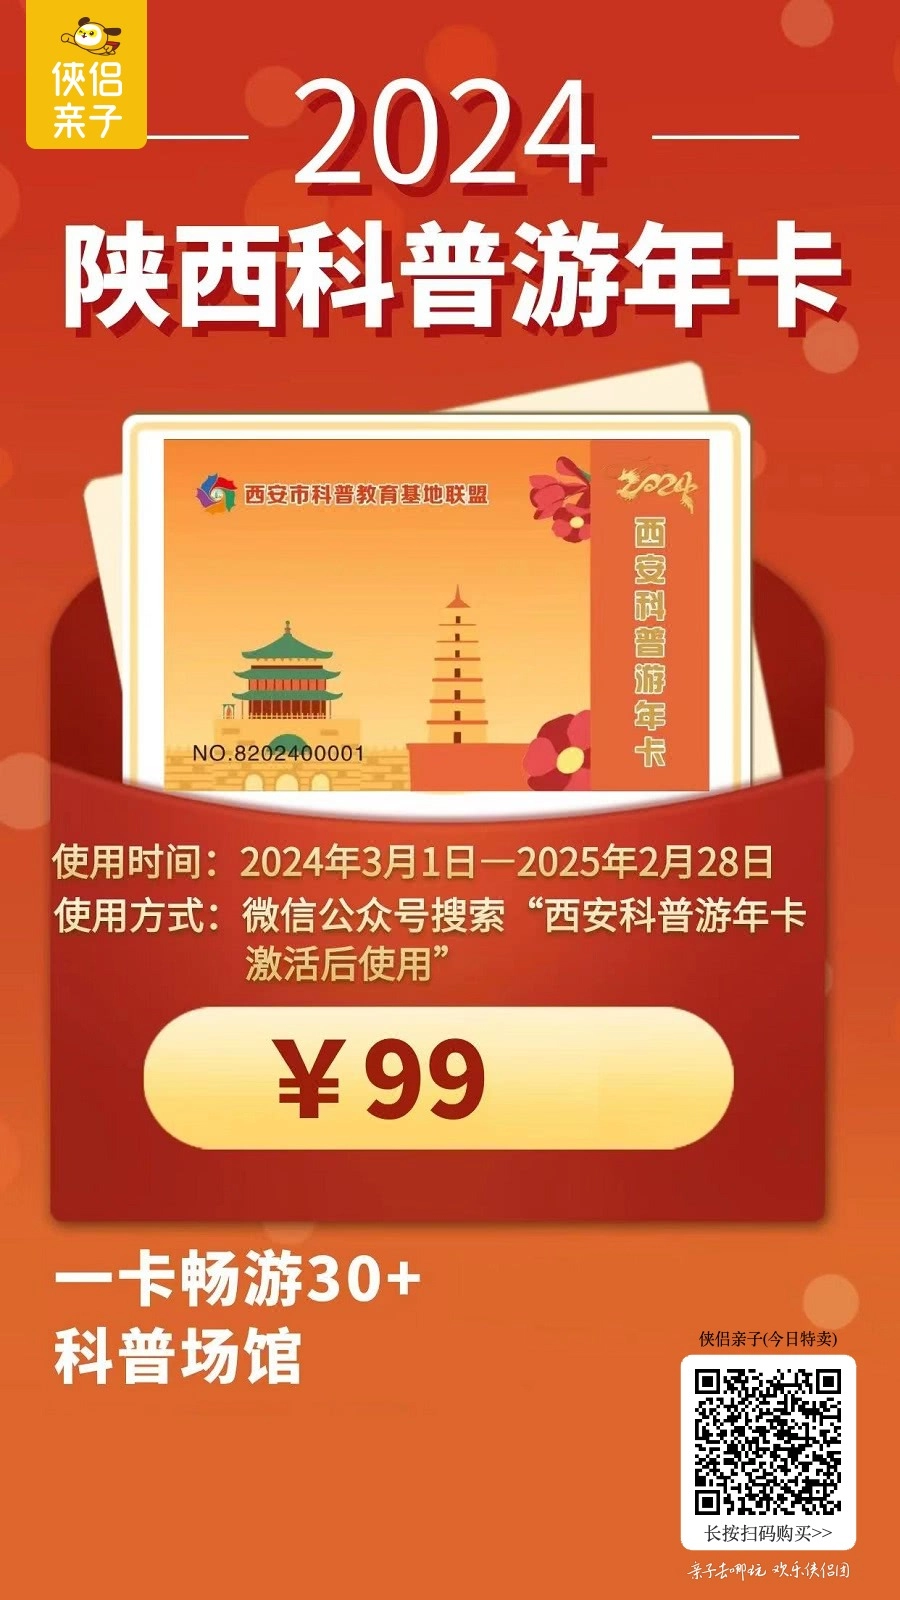 侠侣
亲子
2024
陕西科普游年卡
西安市科普教育基地联盟
2024
西安科普游年卡
NO.8202400001
使用时间：2024年3月1日—2025年2月28日
使用方式：微信公众号搜索“西安科普游年卡
激活后使用”
￥99
一卡畅游30+
科普场馆
侠侣亲子(今日特卖)
长按扫码购买>>
亲子去哪玩 欢乐侠侣团